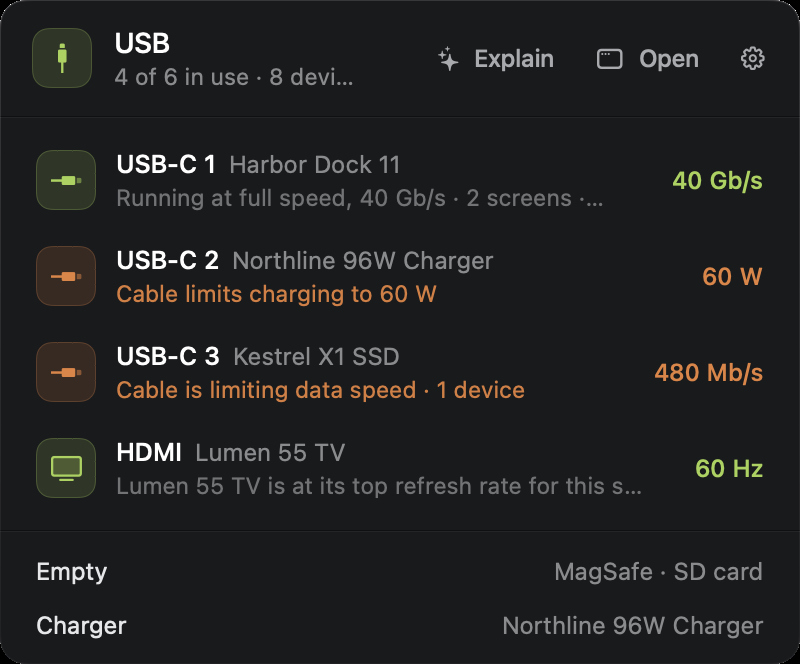 USB
4 of 6 in use · 8 devi...
Explain
Open
USB-C 1 Harbor Dock 11
Running at full speed, 40 Gb/s · 2 screens ·...
40 Gb/s
USB-C 2 Northline 96W Charger
Cable limits charging to 60 W
60 W
USB-C 3 Kestrel X1 SSD
Cable is limiting data speed · 1 device
480 Mb/s
HDMI Lumen 55 TV
Lumen 55 TV is at its top refresh rate for this s...
60 Hz
Empty MagSafe · SD card
Charger Northline 96W Charger